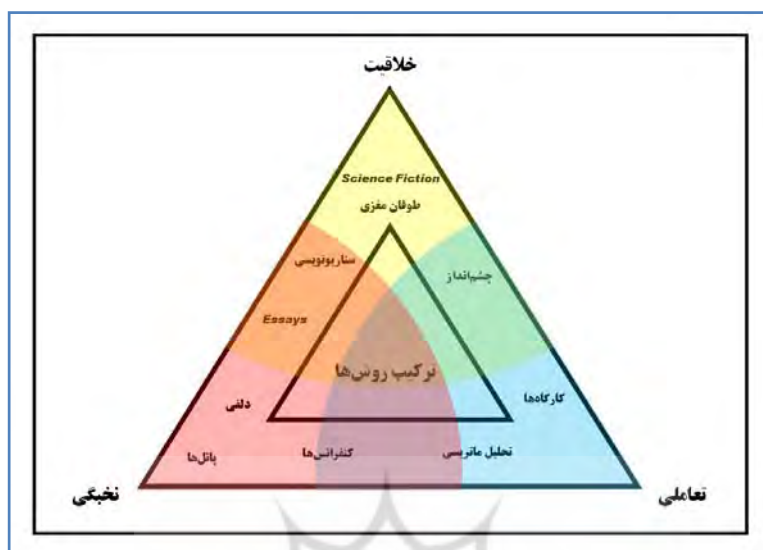 خلاقیت
Science Fiction
طوفان مغزی
سناریونویسی
چشم‌انداز
Essays
ترکیب روش‌ها
کارگاه‌ها
دلفی
تحلیل ماتریسی
کنفرانس‌ها
پانل‌ها
تعاملی
نخبگی